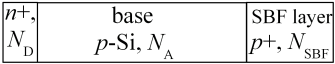 n+,
N_D
base
p-Si, N_A
SBF layer
p+, N_SBF